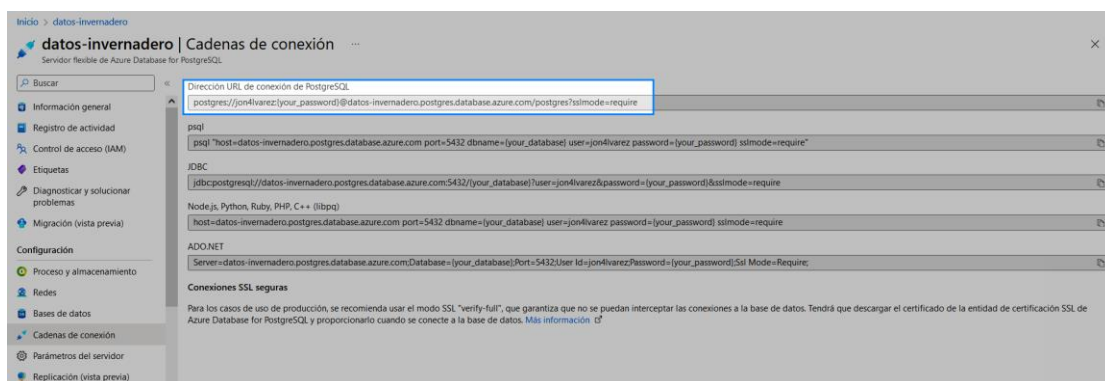 Inicio > datos-invernadero
datos-invernadero | Cadenas de conexión ...
Servidor flexible de Azure Database for PostgreSQL
Buscar
Información general
Registro de actividad
Control de acceso (IAM)
Etiquetas
Diagnosticar y solucionar
problemas
Migración (vista previa)
Configuración
Proceso y almacenamiento
Redes
Bases de datos
Cadenas de conexión
Parámetros del servidor
Replicación (vista previa)
Dirección URL de conexión de PostgreSQL
postgres://jon4lvarez:{your_password}@datos-invernadero.postgres.database.azure.com/postgres?sslmode=require
psql
psql "host=datos-invernadero.postgres.database.azure.com port=5432 dbname={your_database} user=jon4lvarez password={your_password} sslmode=require"
JDBC
jdbc:postgresql://datos-invernadero.postgres.database.azure.com:5432/{your_database}?user=jon4lvarez&password={your_password}&sslmode=require
Node.js, Python, Ruby, PHP, C++ (libpq)
host=datos-invernadero.postgres.database.azure.com port=5432 dbname={your_database} user=jon4lvarez password={your_password} sslmode=require
ADO.NET
Server=datos-invernadero.postgres.database.azure.com;Database={your_database};Port=5432;User Id=jon4lvarez;Password={your_password};Ssl Mode=Require;
Conexiones SSL seguras
Para los casos de uso de producción, se recomienda usar el modo SSL "verify-full", que garantiza que no se puedan interceptar las conexiones a la base de datos. Tendrá que descargar el certificado de la entidad de certificación SSL de
Azure Database for PostgreSQL y proporcionarlo cuando se conecte a la base de datos. Más información